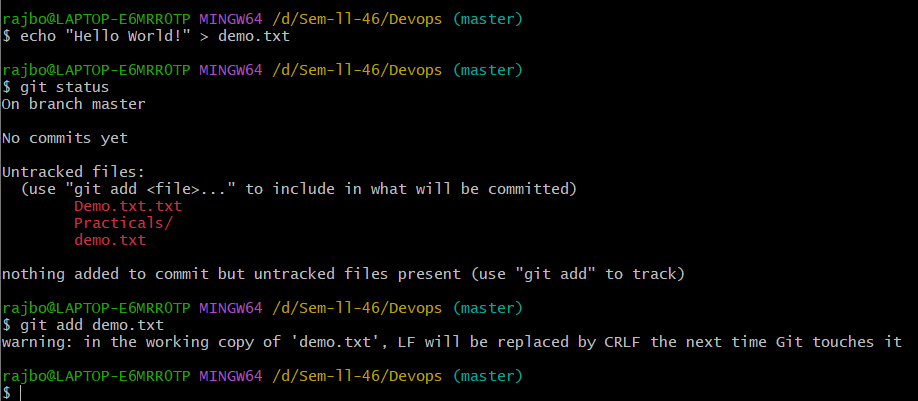 rajbo@LAPTOP-E6MRR0TP MINGW64 /d/Sem-ll-46/Devops (master)
$ echo "Hello World!" > demo.txt
rajbo@LAPTOP-E6MRR0TP MINGW64 /d/Sem-ll-46/Devops (master)
$ git status
On branch master
No commits yet
Untracked files:
  (use "git add <file>..." to include in what will be committed)
        Demo.txt.txt
        Practicals/
        demo.txt
nothing added to commit but untracked files present (use "git add" to track)
rajbo@LAPTOP-E6MRR0TP MINGW64 /d/Sem-ll-46/Devops (master)
$ git add demo.txt
warning: in the working copy of 'demo.txt', LF will be replaced by CRLF the next time Git touches it
rajbo@LAPTOP-E6MRR0TP MINGW64 /d/Sem-ll-46/Devops (master)
$